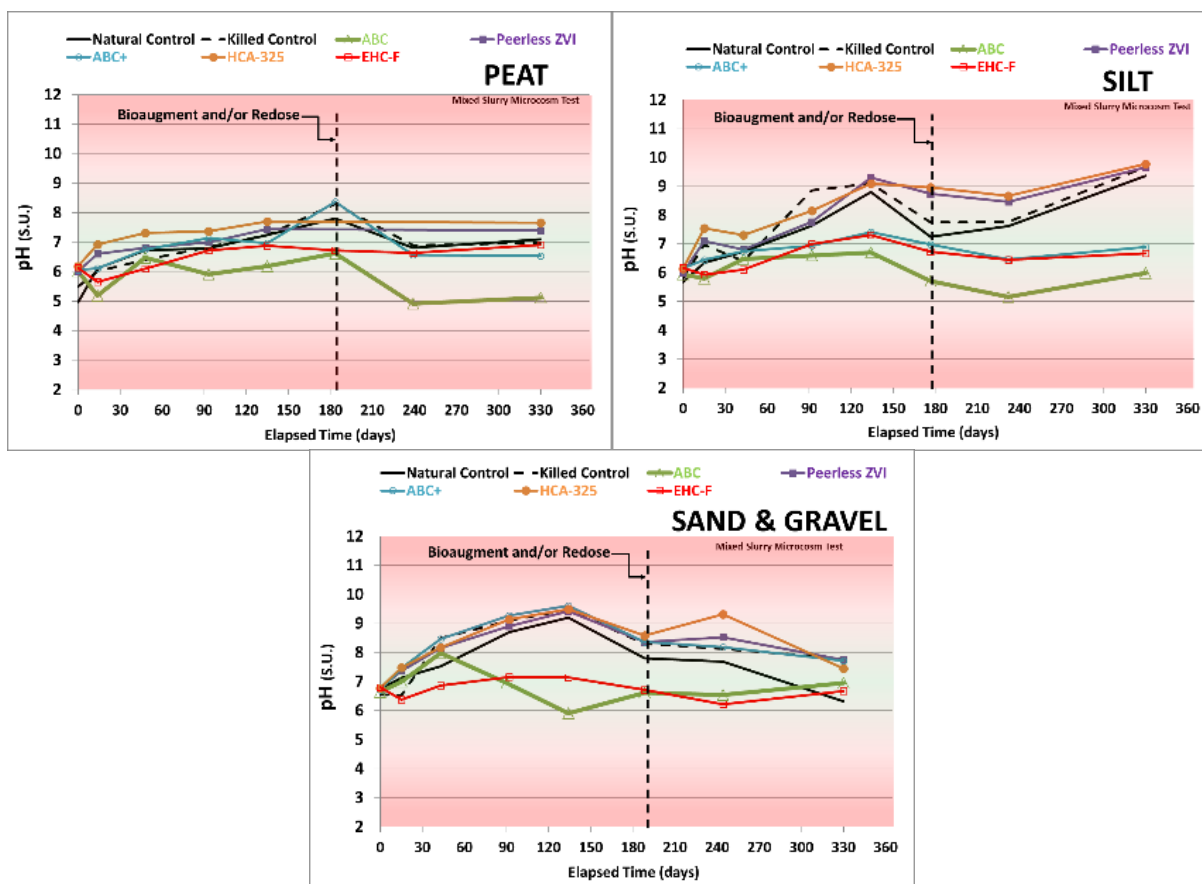 Natural Control Killed Control ABC Peerless ZVI
ABC+ HCA-325 EHC-F
PEAT
Mixed Slurry Microcosm Test
Bioaugment and/or Redose
12
11
10
9
8
7
6
5
4
3
2
pH (S.U.)
0 30 60 90 120 150 180 210 240 270 300 330 360
Elapsed Time (days)
Natural Control Killed Control ABC Peerless ZVI
ABC+ HCA-325 EHC-F
SILT
Mixed Slurry Microcosm Test
Bioaugment and/or Redose
12
11
10
9
8
7
6
5
4
3
2
pH (S.U.)
0 30 60 90 120 150 180 210 240 270 300 330 360
Elapsed Time (days)
Natural Control Killed Control ABC Peerless ZVI
ABC+ HCA-325 EHC-F
SAND & GRAVEL
Mixed Slurry Microcosm Test
Bioaugment and/or Redose
12
11
10
9
8
7
6
5
4
3
2
pH (S.U.)
0 30 60 90 120 150 180 210 240 270 300 330 360
Elapsed Time (days)